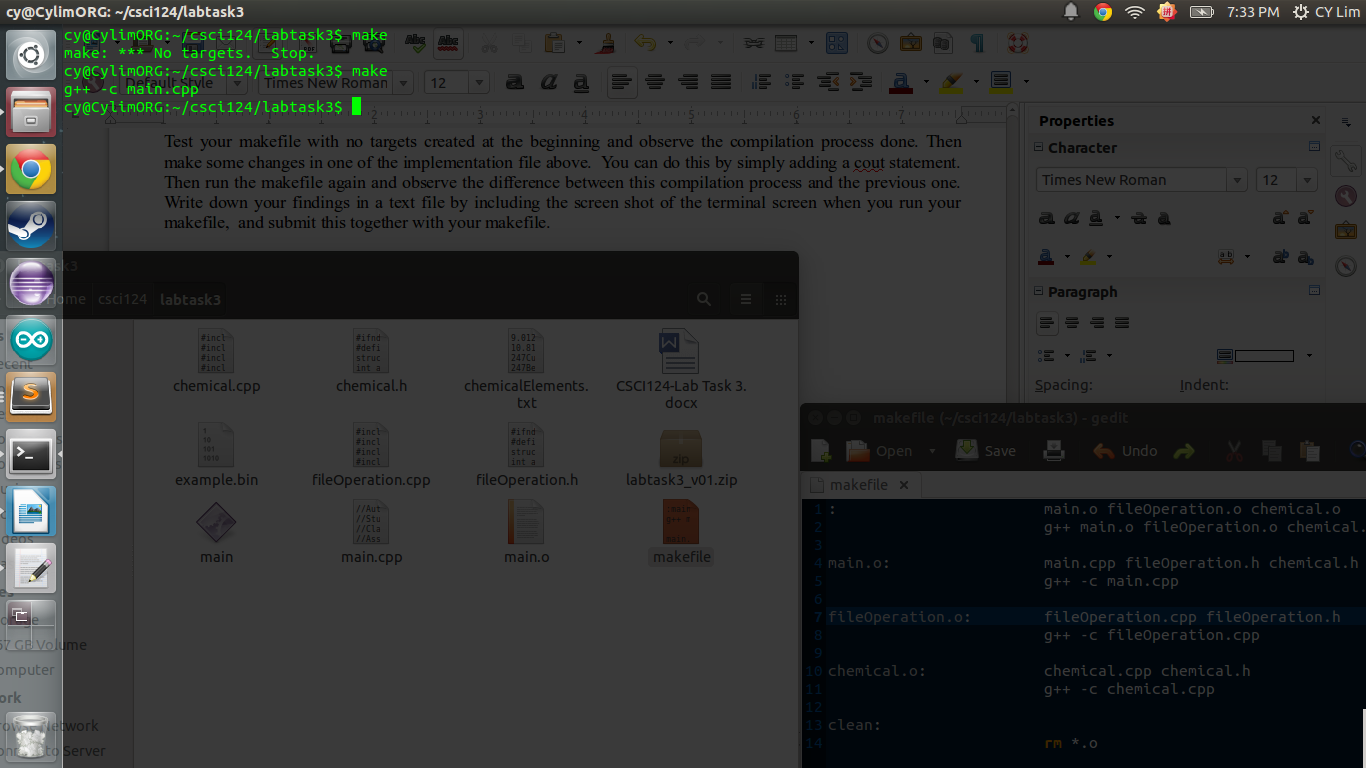 cy@CylimORG: ~/csci124/labtask3
7:33 PM
CY Lim
cy@CylimORG:~/csci124/labtask3$ make
make: *** No targets.  Stop.
cy@CylimORG:~/csci124/labtask3$ make
g++ -c main.cpp
cy@CylimORG:~/csci124/labtask3$
Default Style
Times New Roman
12
2 3 4 5 6 7
Test your makefile with no targets created at the beginning and observe the compilation process done. Then
make some changes in one of the implementation file above.  You can do this by simply adding a cout statement.
Then run the makefile again and observe the difference between this compilation process and the previous one.
Write down your findings in a text file by including the screen shot of the terminal screen when you run your
makefile,  and submit this together with your makefile.
Properties
Character
Times New Roman
12
Paragraph
Spacing:
Indent:
Home
csci124
labtask3
chemical.cpp
chemical.h
chemicalElements.
txt
CSCI124-Lab Task 3.
docx
example.bin
fileOperation.cpp
fileOperation.h
labtask3_v01.zip
main
main.cpp
main.o
makefile
Network
to Server
makefile (~/csci124/labtask3) - gedit
Open
Save
Undo
makefile
1 : main.o fileOperation.o chemical.o
2 g++ main.o fileOperation.o chemical.
3
4 main.o: main.cpp fileOperation.h chemical.h
5 g++ -c main.cpp
6
7 fileOperation.o: fileOperation.cpp fileOperation.h
8 g++ -c fileOperation.cpp
9
10 chemical.o: chemical.cpp chemical.h
11 g++ -c chemical.cpp
12
13 clean:
14 rm *.o